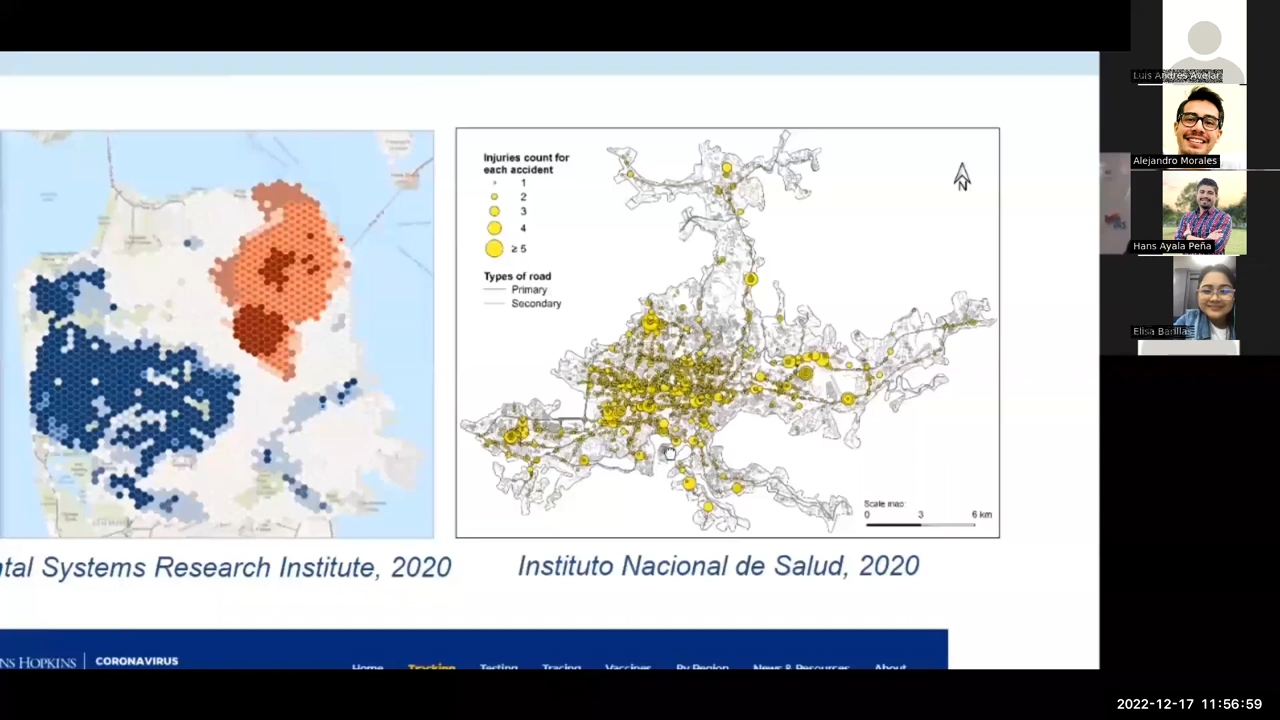 Injuries count for
each accident
1
2
3
4
≥ 5
Types of road
Primary
Secondary
N
Scale map:
0 3 6 km
ntal Systems Research Institute, 2020
Instituto Nacional de Salud, 2020
NS HOPKINS
CORONAVIRUS
Home Tracking Testing Tracing Vaccines By Region News & Resources About
Luis Andrés Avelar
Alejandro Morales
Hans Ayala Peña
Elisa
2022-12-17 11:56:59